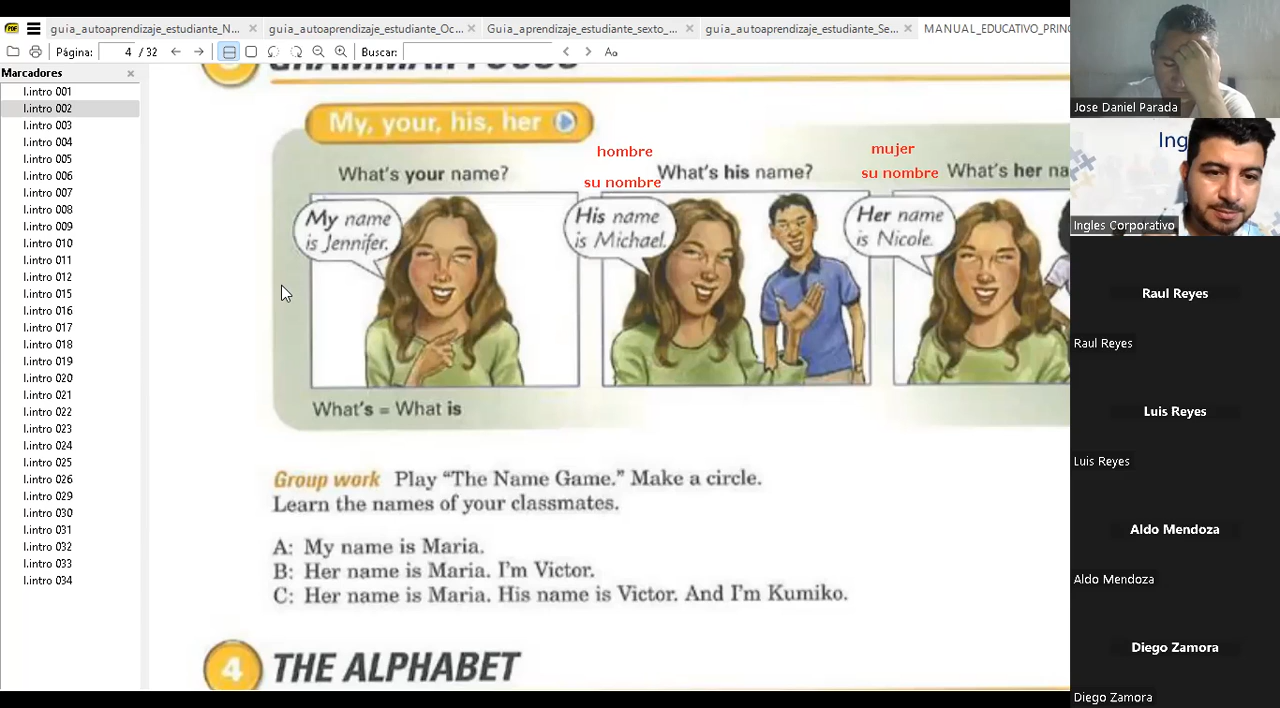 guia_autoaprendizaje_estudiante_N...
guia_autoaprendizaje_estudiante_Oc...
Guia_aprendizaje_estudiante_sexto_...
guia_autoaprendizaje_estudiante_Se...
MANUAL_EDUCATIVO_PRINC
Página: 4 / 32
Buscar:
Aa
Marcadores
I.intro 001
I.intro 002
I.intro 003
I.intro 004
I.intro 005
I.intro 006
I.intro 007
I.intro 008
I.intro 009
I.intro 010
I.intro 011
I.intro 012
I.intro 015
I.intro 016
I.intro 017
I.intro 018
I.intro 019
I.intro 020
I.intro 021
I.intro 022
I.intro 023
I.intro 024
I.intro 025
I.intro 026
I.intro 029
I.intro 030
I.intro 031
I.intro 032
I.intro 033
I.intro 034
GRAMMAR FOCUS
My, your, his, her
hombre
mujer
What's your name?
su nombre
What's his name?
su nombre
What's her na
My name
is Jennifer.
His name
is Michael.
Her name
is Nicole.
What's = What is
Group work Play “The Name Game.” Make a circle.
Learn the names of your classmates.
A: My name is Maria.
B: Her name is Maria. I'm Victor.
C: Her name is Maria. His name is Victor. And I'm Kumiko.
4 THE ALPHABET
Jose Daniel Parada
Ing
Ingles Corporativo
Raul Reyes
Raul Reyes
Luis Reyes
Luis Reyes
Aldo Mendoza
Aldo Mendoza
Diego Zamora
Diego Zamora